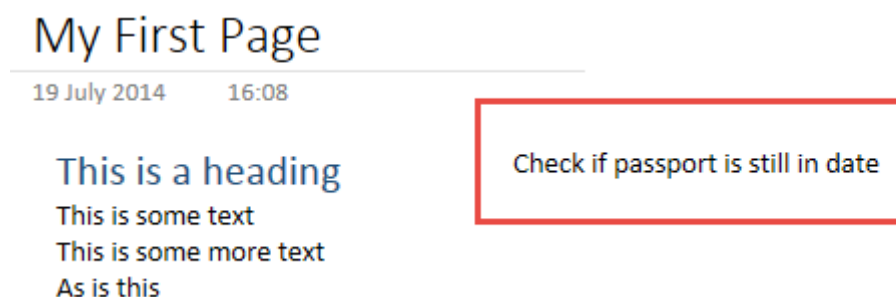 My First Page
19 July 2014 16:08
This is a heading
This is some text
This is some more text
As is this
Check if passport is still in date